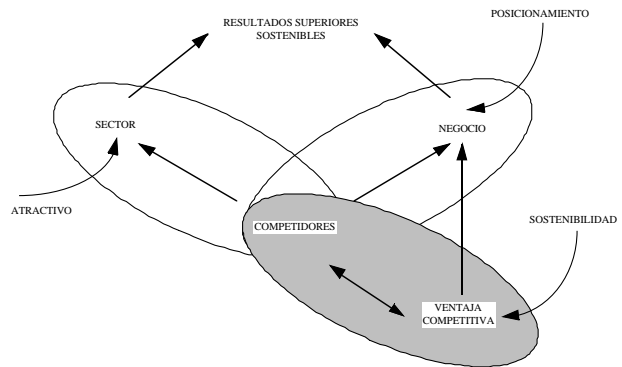 POSICIONAMIENTO
RESULTADOS SUPERIORES
SOSTENIBLES
SECTOR
NEGOCIO
ATRACTIVO
SOSTENIBILIDAD
COMPETIDORES
VENTAJA
COMPETITIVA